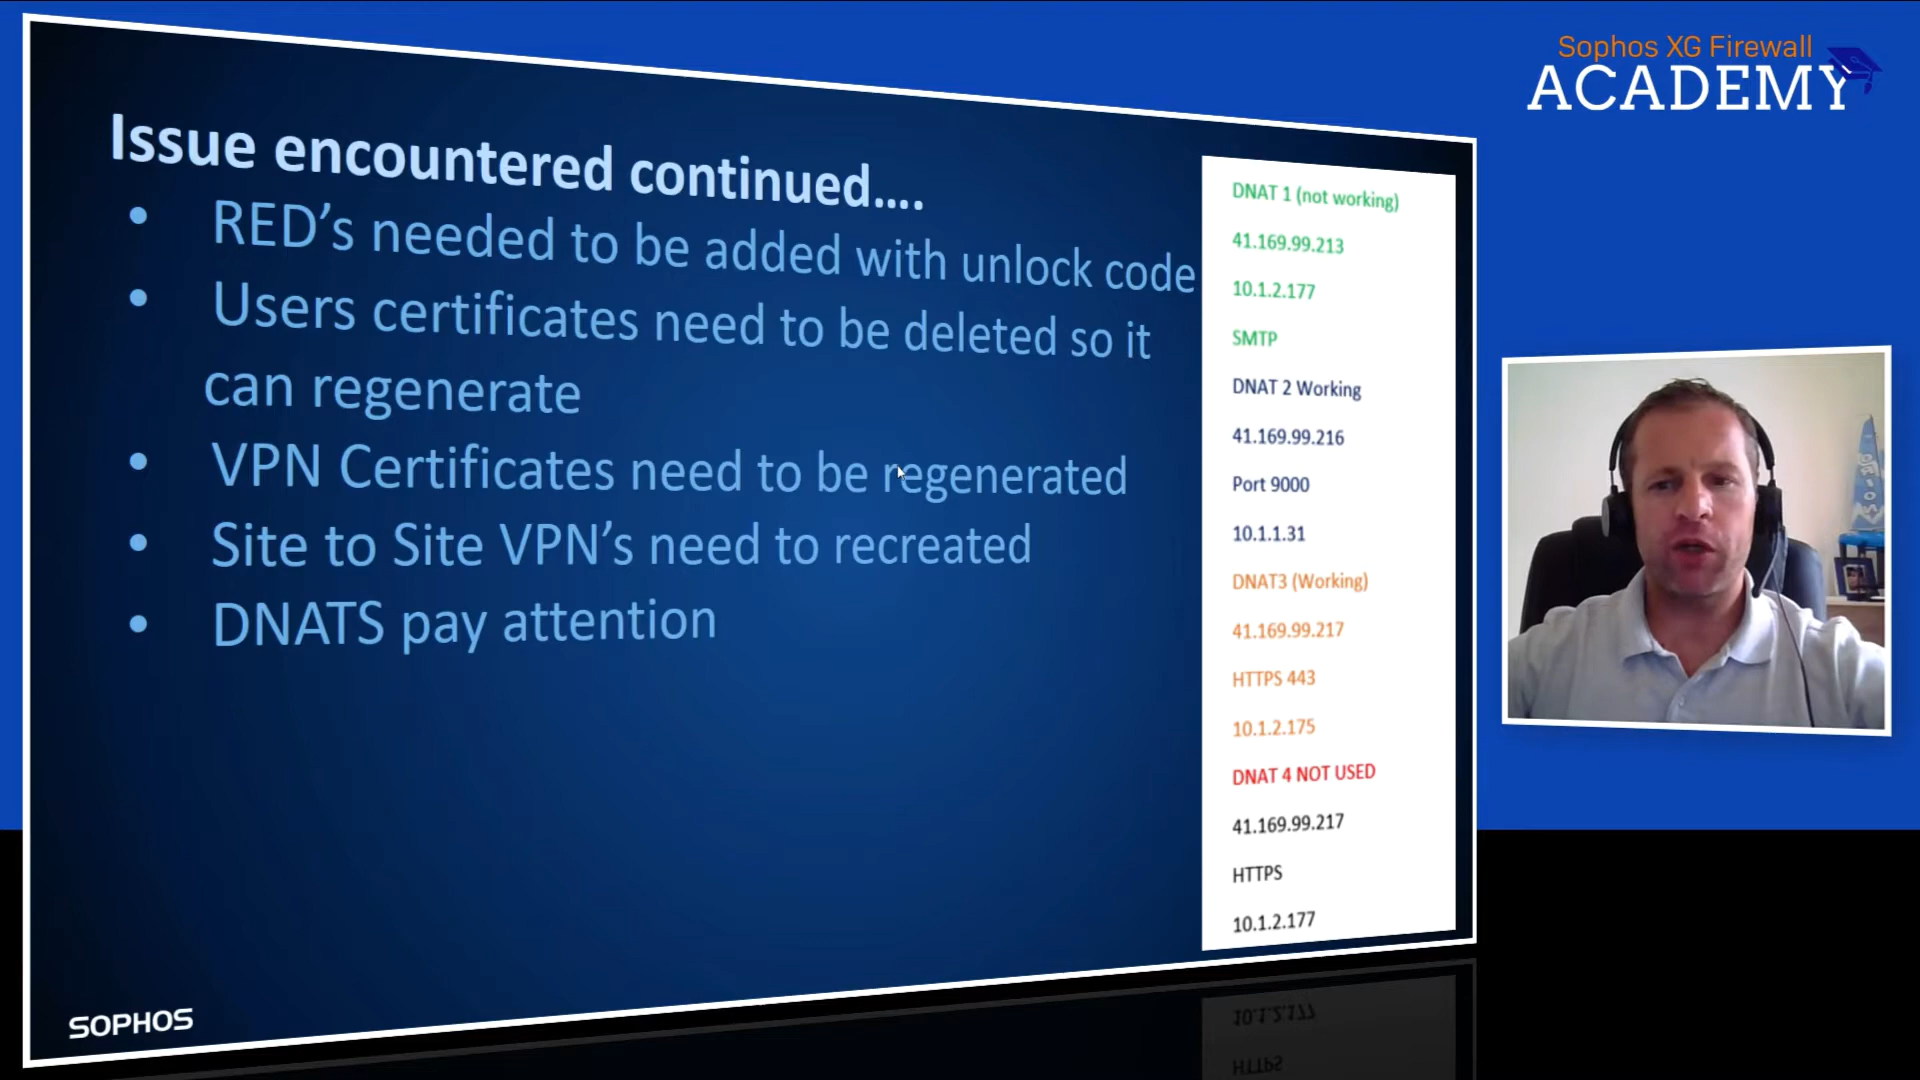 Sophos XG Firewall
ACADEMY
Issue encountered continued....
• RED's needed to be added with unlock code
• Users certificates need to be deleted so it
can regenerate
• VPN Certificates need to be regenerated
• Site to Site VPN's need to recreated
• DNATS pay attention
DNAT 1 (not working)
41.169.99.213
10.1.2.177
SMTP
DNAT 2 Working
41.169.99.216
Port 9000
10.1.1.31
DNAT3 (Working)
41.169.99.217
HTTPS 443
10.1.2.175
DNAT 4 NOT USED
41.169.99.217
HTTPS
10.1.2.177
SOPHOS